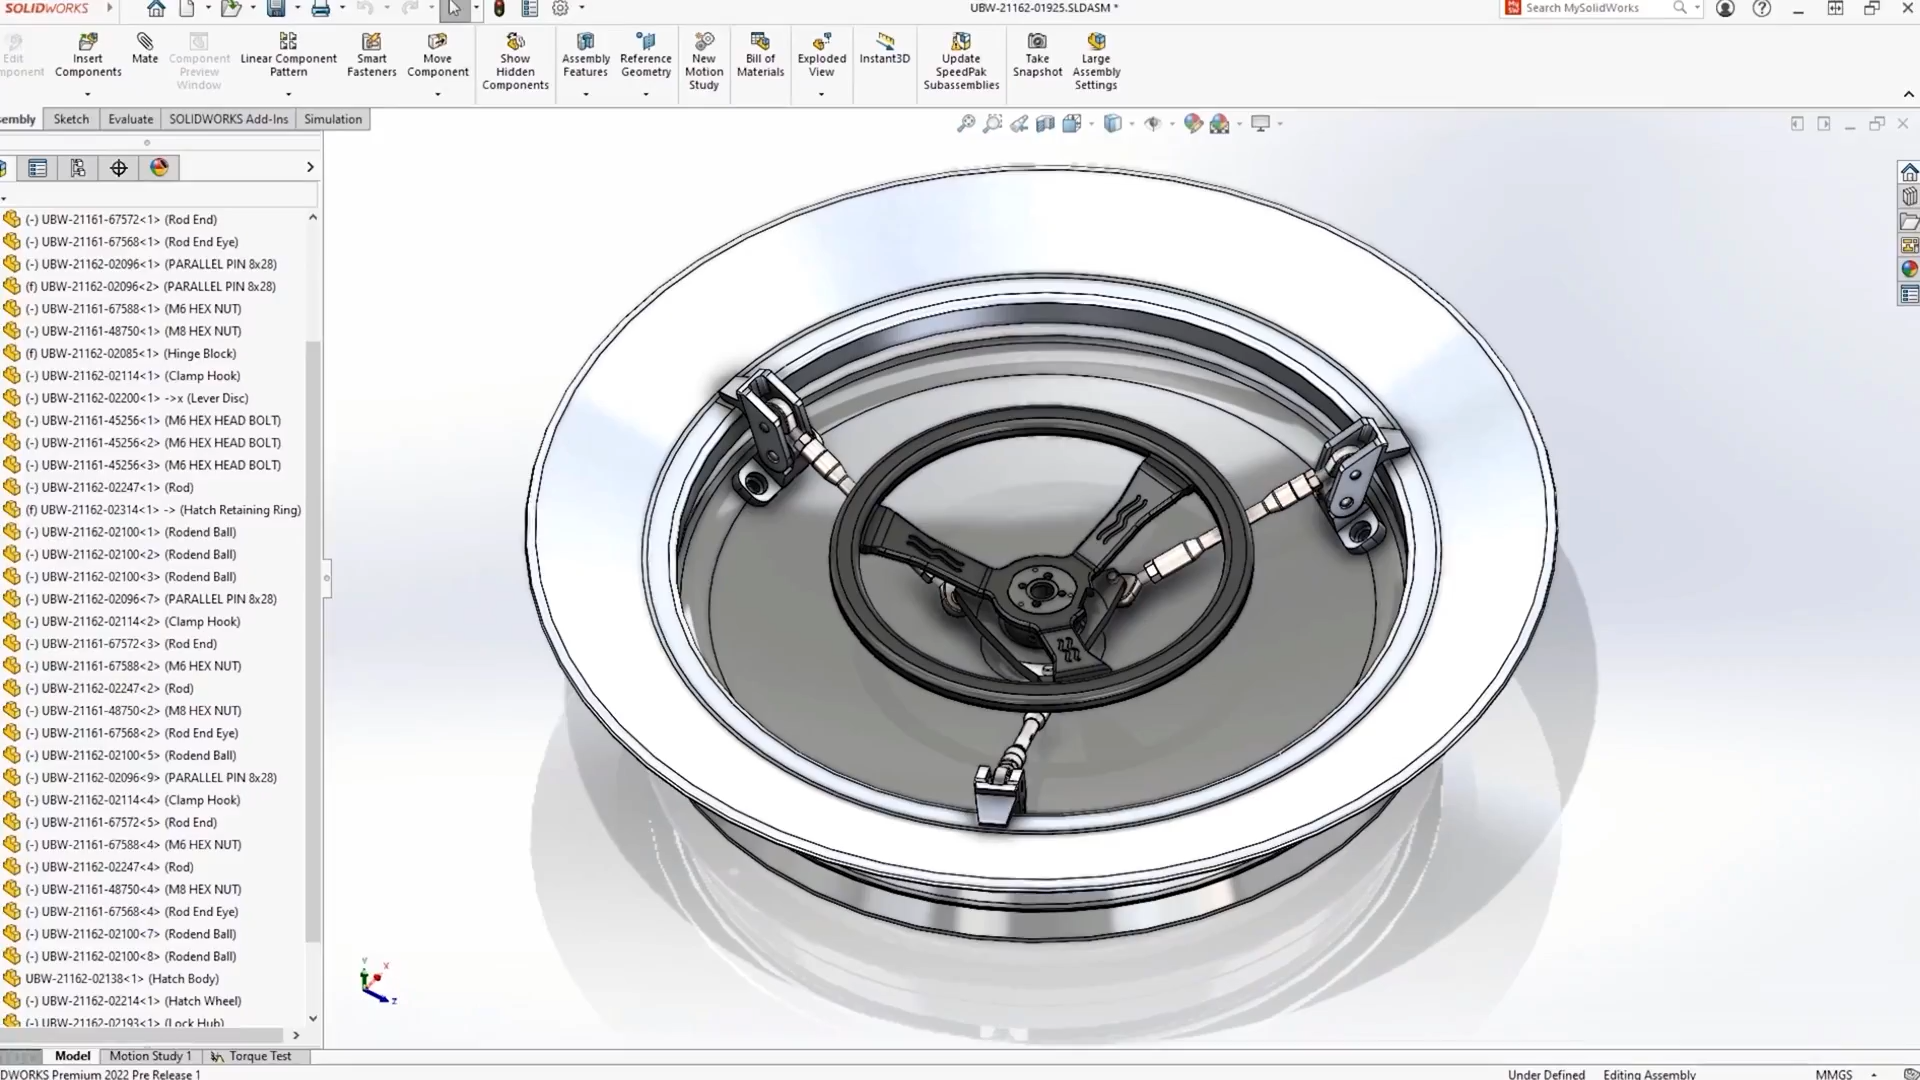 SOLIDWORKS
UBW-21162-01925.SLDASM *
Search MySolidWorks
Edit
Component
Insert
Components
Mate
Component
Preview
Window
Linear Component
Pattern
Smart
Fasteners
Move
Component
Show
Hidden
Components
Assembly
Features
Reference
Geometry
New
Motion
Study
Bill of
Materials
Exploded
View
Instant3D
Update
SpeedPak
Subassemblies
Take
Snapshot
Large
Assembly
Settings
sembly
Sketch
Evaluate
SOLIDWORKS Add-Ins
Simulation
(-) UBW-21161-67572<1> (Rod End)
(-) UBW-21161-67568<1> (Rod End Eye)
(-) UBW-21162-02096<1> (PARALLEL PIN 8x28)
(f) UBW-21162-02096<2> (PARALLEL PIN 8x28)
(-) UBW-21161-67588<1> (M6 HEX NUT)
(-) UBW-21161-48750<1> (M8 HEX NUT)
(f) UBW-21162-02085<1> (Hinge Block)
(-) UBW-21162-02114<1> (Clamp Hook)
(-) UBW-21162-02200<1> ->x (Lever Disc)
(-) UBW-21161-45256<1> (M6 HEX HEAD BOLT)
(-) UBW-21161-45256<2> (M6 HEX HEAD BOLT)
(-) UBW-21161-45256<3> (M6 HEX HEAD BOLT)
(-) UBW-21162-02247<1> (Rod)
(f) UBW-21162-02314<1> -> (Hatch Retaining Ring)
(-) UBW-21162-02100<1> (Rodend Ball)
(-) UBW-21162-02100<2> (Rodend Ball)
(-) UBW-21162-02100<3> (Rodend Ball)
(-) UBW-21162-02096<7> (PARALLEL PIN 8x28)
(-) UBW-21162-02114<2> (Clamp Hook)
(-) UBW-21161-67572<3> (Rod End)
(-) UBW-21161-67588<2> (M6 HEX NUT)
(-) UBW-21162-02247<2> (Rod)
(-) UBW-21161-48750<2> (M8 HEX NUT)
(-) UBW-21161-67568<2> (Rod End Eye)
(-) UBW-21162-02100<5> (Rodend Ball)
(-) UBW-21162-02096<9> (PARALLEL PIN 8x28)
(-) UBW-21162-02114<4> (Clamp Hook)
(-) UBW-21161-67572<5> (Rod End)
(-) UBW-21161-67588<4> (M6 HEX NUT)
(-) UBW-21162-02247<4> (Rod)
(-) UBW-21161-48750<4> (M8 HEX NUT)
(-) UBW-21161-67568<4> (Rod End Eye)
(-) UBW-21162-02100<7> (Rodend Ball)
(-) UBW-21162-02100<8> (Rodend Ball)
UBW-21162-02138<1> (Hatch Body)
(-) UBW-21162-02214<1> (Hatch Wheel)
(-) UBW-21162-02193<1> (Lock Hub)
Y
X
Z
Model
Motion Study 1
Torque Test
DWORKS Premium 2022 Pre Release 1
Under Defined
Editing Assembly
MMGS